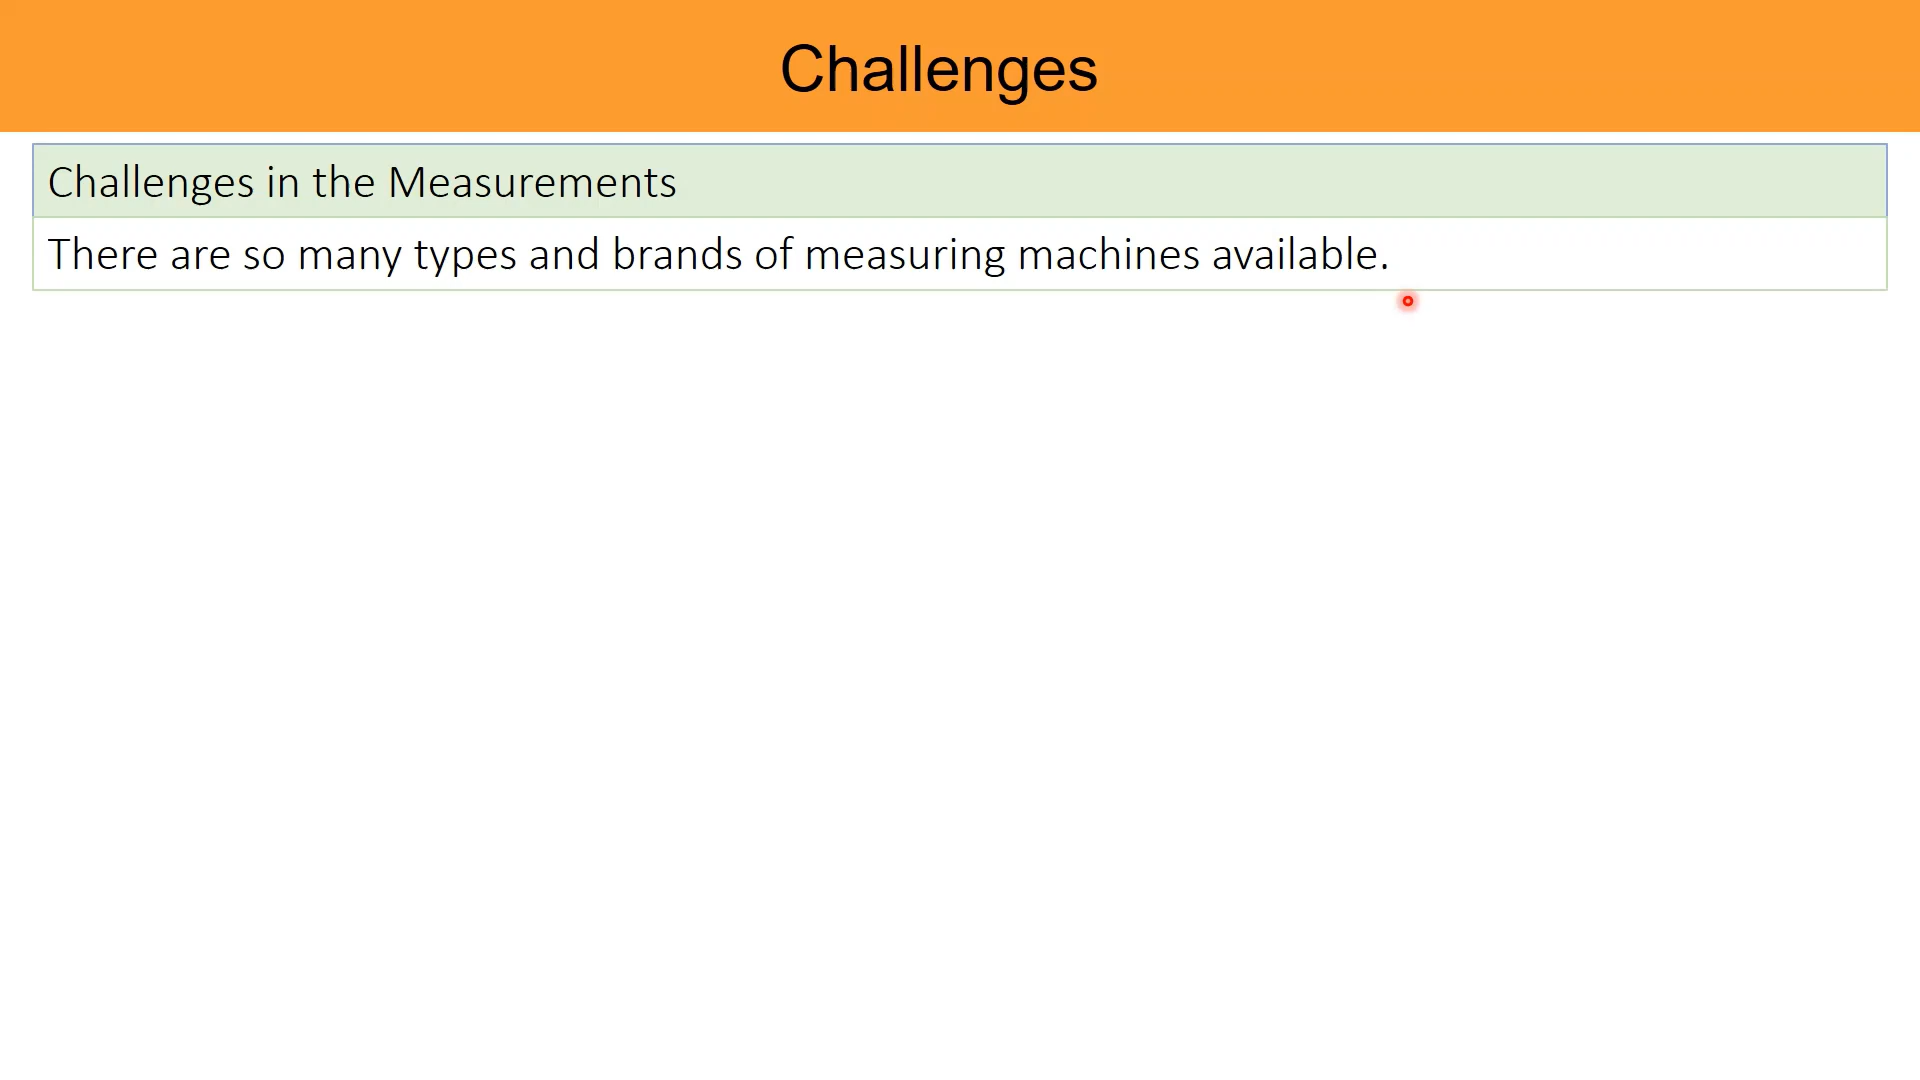 Challenges
Challenges in the Measurements
There are so many types and brands of measuring machines available.